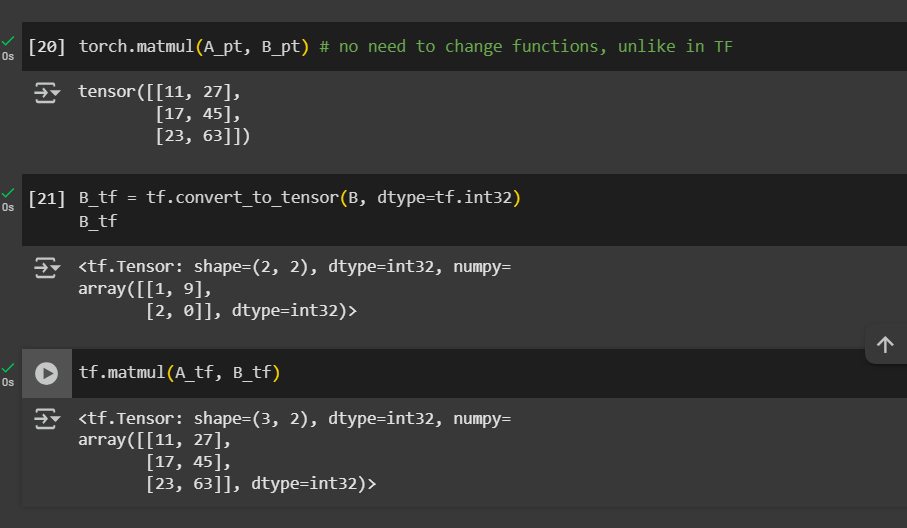 [20] torch.matmul(A_pt, B_pt) # no need to change functions, unlike in TF
0s
tensor([[11, 27],
        [17, 45],
        [23, 63]])
[21] B_tf = tf.convert_to_tensor(B, dtype=tf.int32)
0s
B_tf
<tf.Tensor: shape=(2, 2), dtype=int32, numpy=
array([[1, 9],
       [2, 0]], dtype=int32)>
tf.matmul(A_tf, B_tf)
0s
<tf.Tensor: shape=(3, 2), dtype=int32, numpy=
array([[11, 27],
       [17, 45],
       [23, 63]], dtype=int32)>